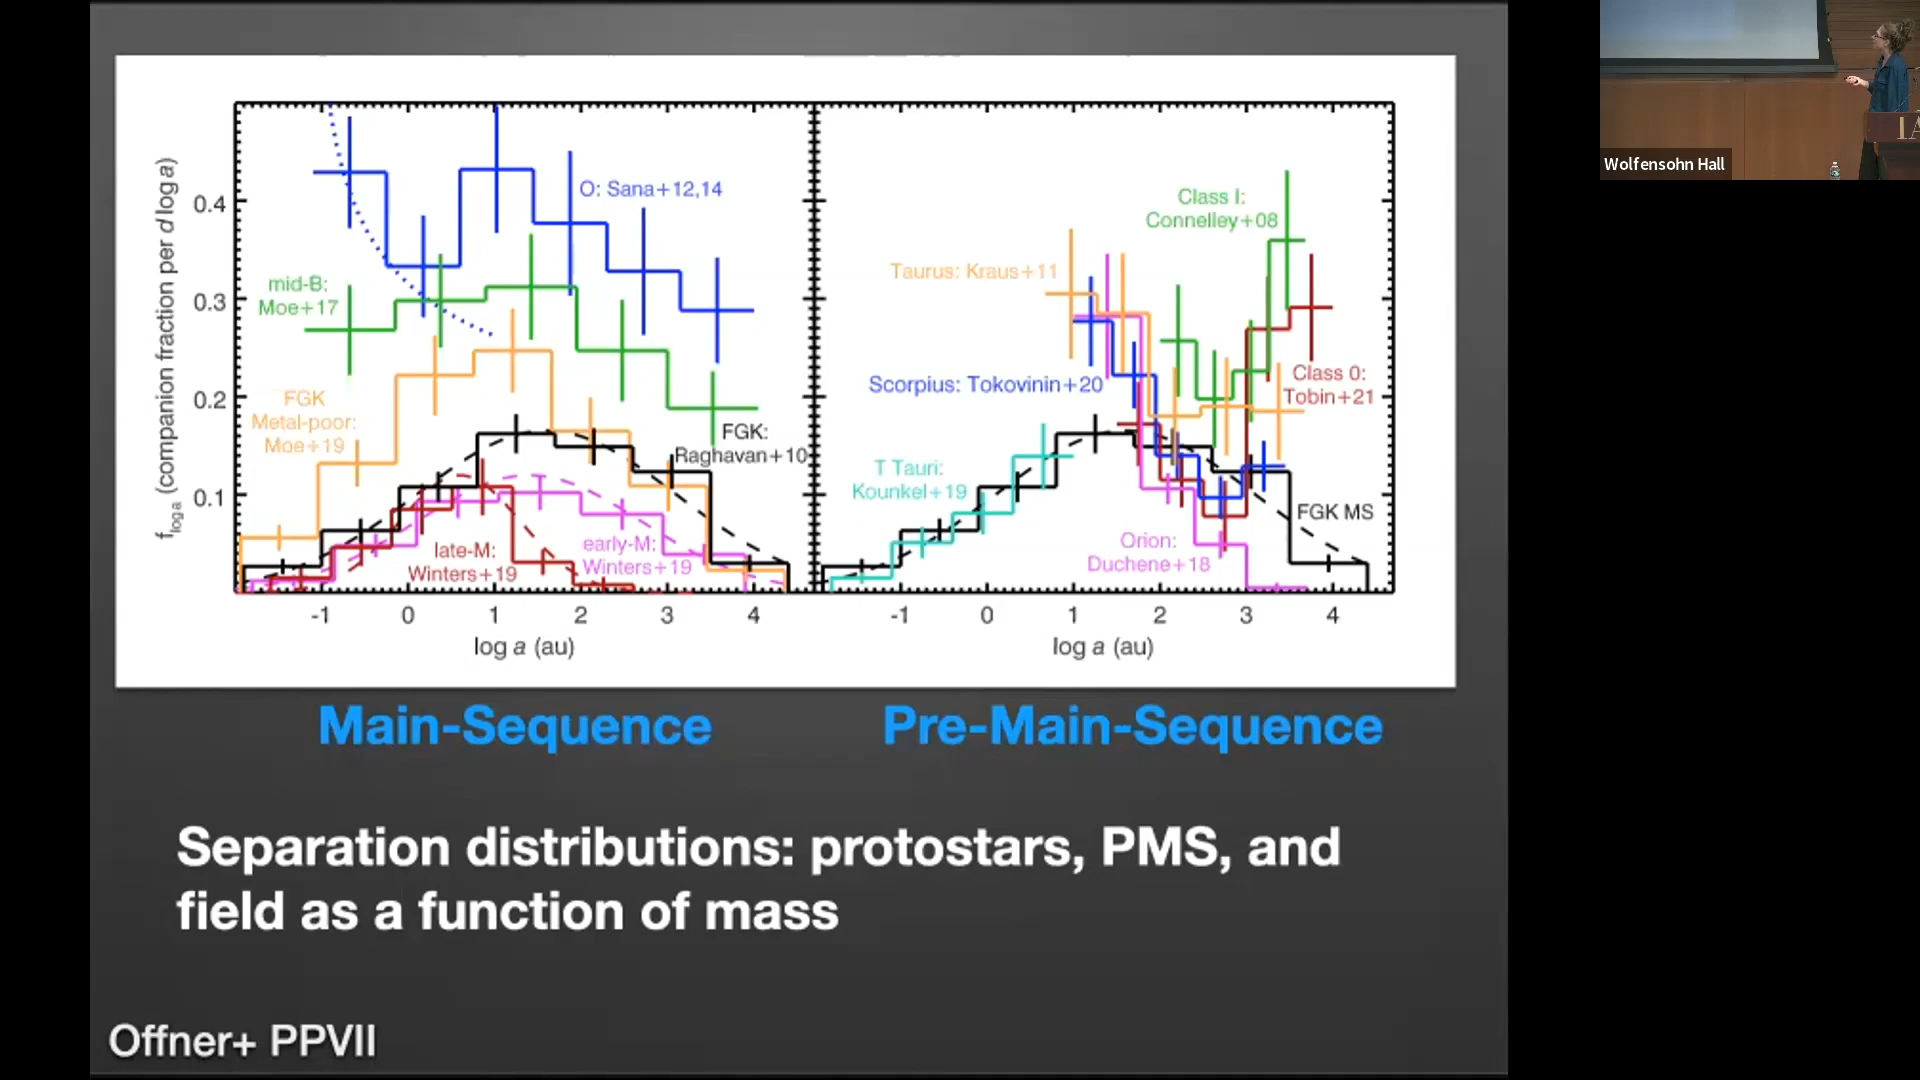 O: Sana+12,14
mid-B:
Moe+17
FGK
Metal-poor:
Moe+19
FGK:
Raghavan+10
late-M:
Winters+19
early-M:
Winters+19
f_log a (companion fraction per d log a)
0.4
0.3
0.2
0.1
-1 0 1 2 3 4
log a (au)
Class I:
Connelley+08
Taurus: Kraus+11
Scorpius: Tokovinin+20
Class 0:
Tobin+21
T Tauri:
Kounkel+19
FGK MS
Orion:
Duchene+18
-1 0 1 2 3 4
log a (au)
Main-Sequence
Pre-Main-Sequence
Separation distributions: protostars, PMS, and
field as a function of mass
Offner+ PPVII
IA
Wolfensohn Hall